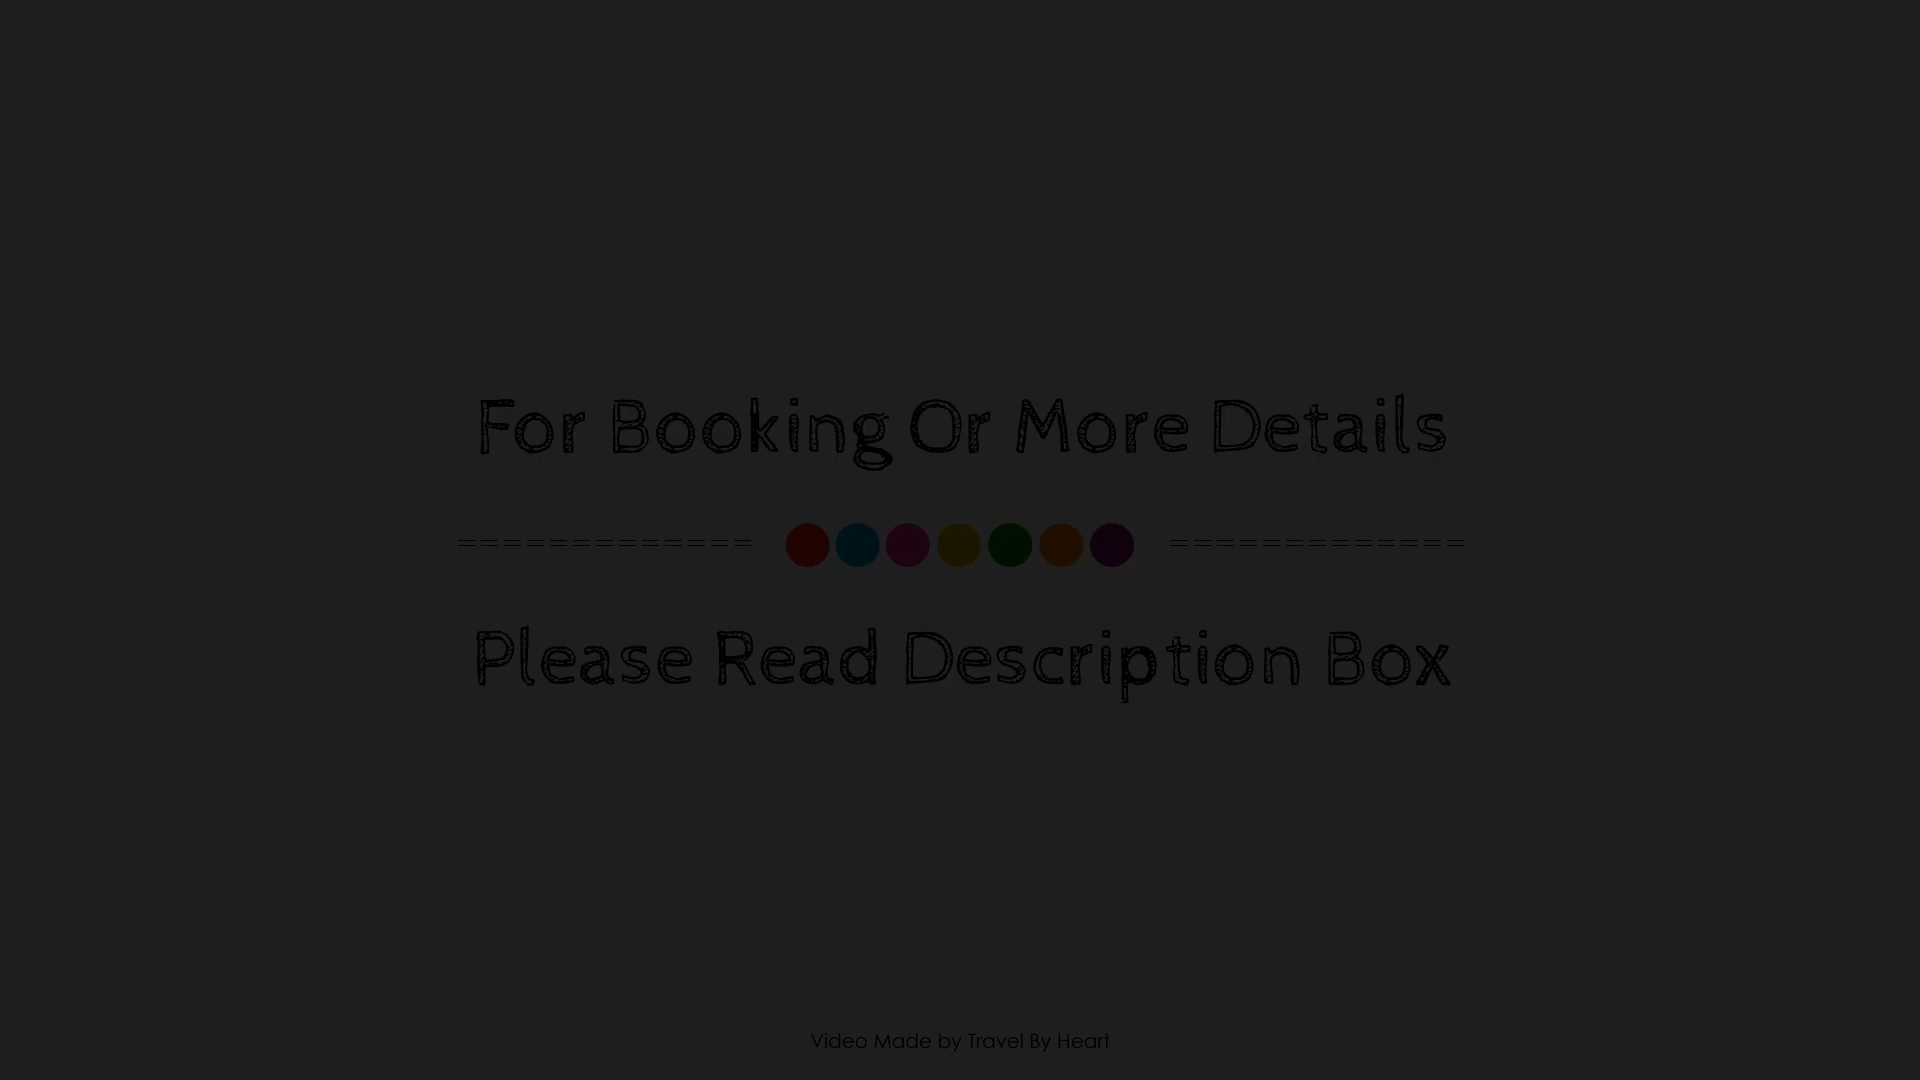 For Booking Or More Details
============= =============
Please Read Description Box
Video Made by Travel By Heart